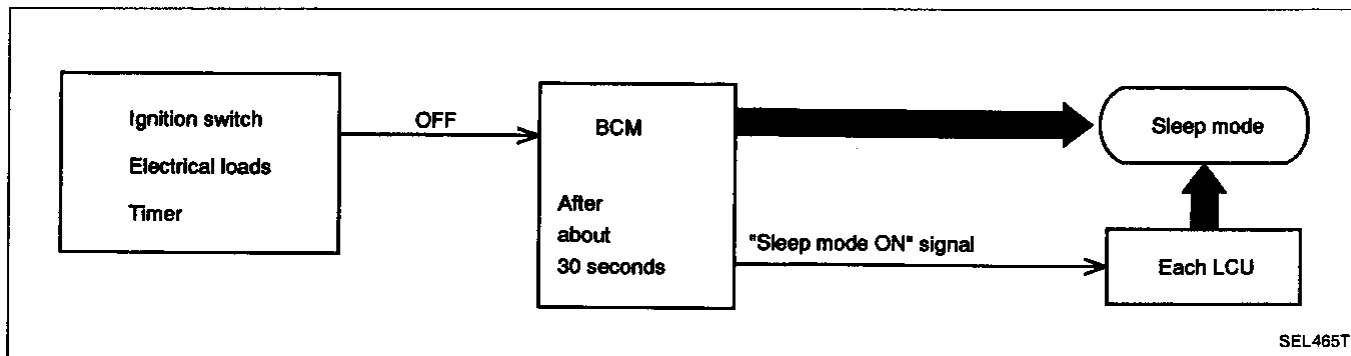 Ignition switch
Electrical loads
Timer
OFF
BCM
After
about
30 seconds
"Sleep mode ON" signal
Sleep mode
Each LCU
SEL465T